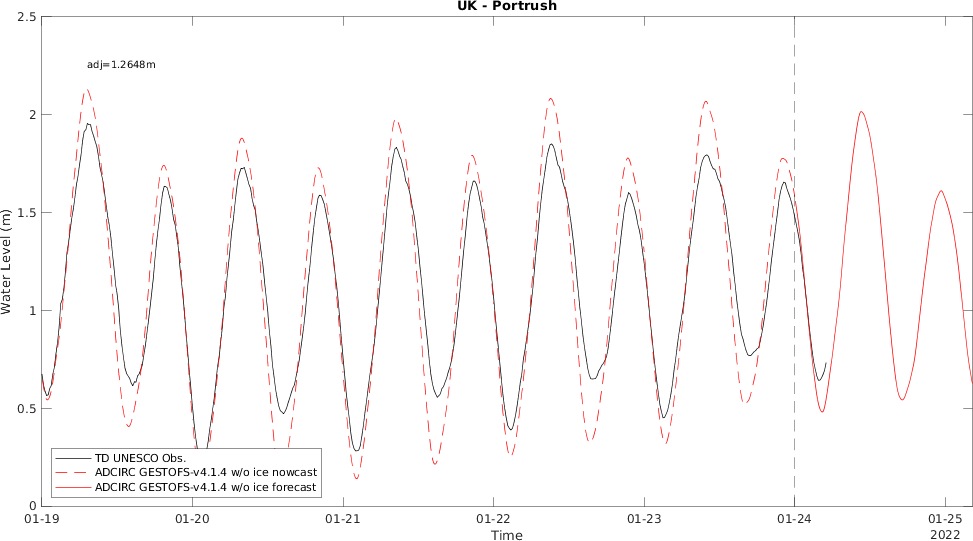 UK - Portrush
2.5
adj=1.2648m
2
1.5
Water Level (m)
1
0.5
TD UNESCO Obs.
ADCIRC GESTOFS-v4.1.4 w/o ice nowcast
ADCIRC GESTOFS-v4.1.4 w/o ice forecast
0
01-19 01-20 01-21 01-22 01-23 01-24 01-25
Time 2022